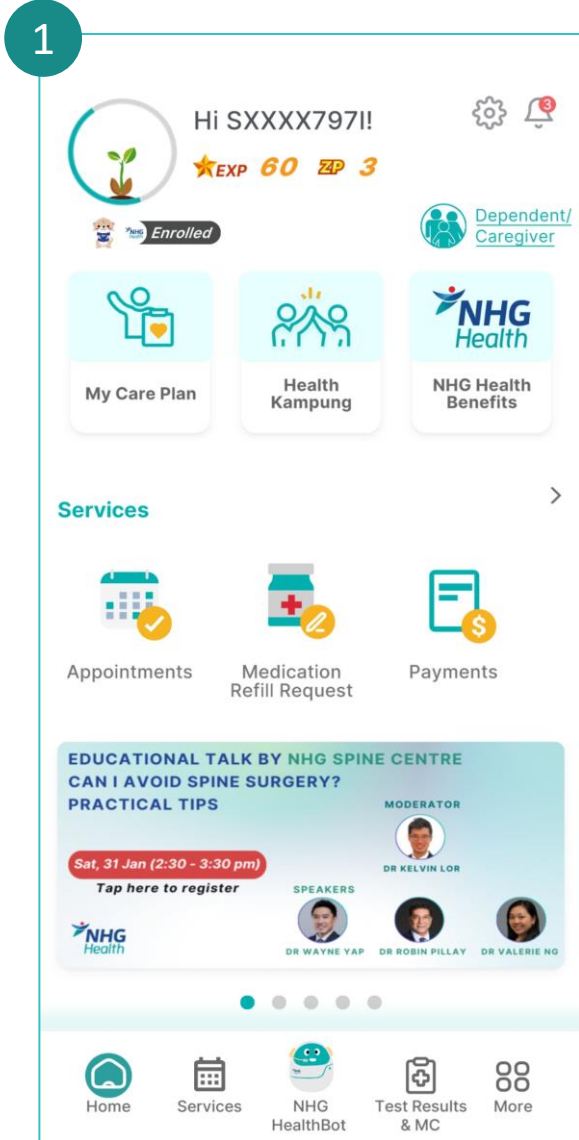 1
Hi SXXXX797I!
3
EXP 60 ZP 3
NHG Health Enrolled
Dependent/
Caregiver
My Care Plan
Health
Kampung
NHG
Health
NHG Health
Benefits
Services
Appointments
Medication
Refill Request
Payments
EDUCATIONAL TALK BY NHG SPINE CENTRE
CAN I AVOID SPINE SURGERY?
PRACTICAL TIPS
MODERATOR
DR KELVIN LOR
Sat, 31 Jan (2:30 - 3:30 pm)
Tap here to register
SPEAKERS
NHG
Health
DR WAYNE YAP
DR ROBIN PILLAY
DR VALERIE NG
Home
Services
NHG
HealthBot
Test Results
& MC
More